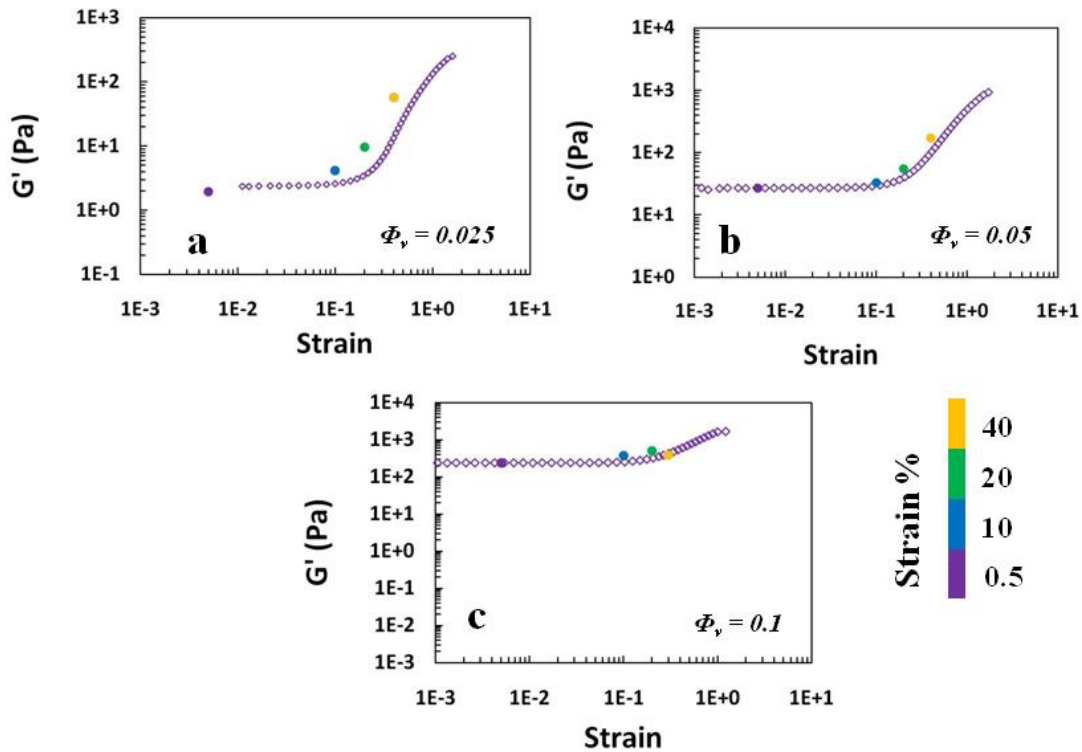 G' (Pa)
1E+3
1E+2
1E+1
1E+0
1E-1
a
Φv = 0.025
1E-3 1E-2 1E-1 1E+0 1E+1
Strain
G' (Pa)
1E+4
1E+3
1E+2
1E+1
1E+0
b
Φv = 0.05
1E-3 1E-2 1E-1 1E+0 1E+1
Strain
G' (Pa)
1E+4
1E+3
1E+2
1E+1
1E+0
1E-1
1E-2
1E-3
c
Φv = 0.1
1E-3 1E-2 1E-1 1E+0 1E+1
Strain
Strain %
40
20
10
0.5